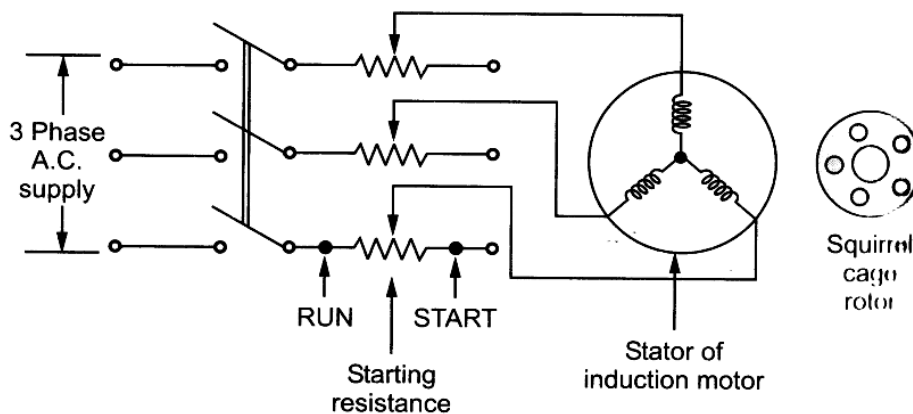 3 Phase
A.C.
supply
RUN
START
Starting
resistance
Stator of
induction motor
Squirrel
cage
rotor